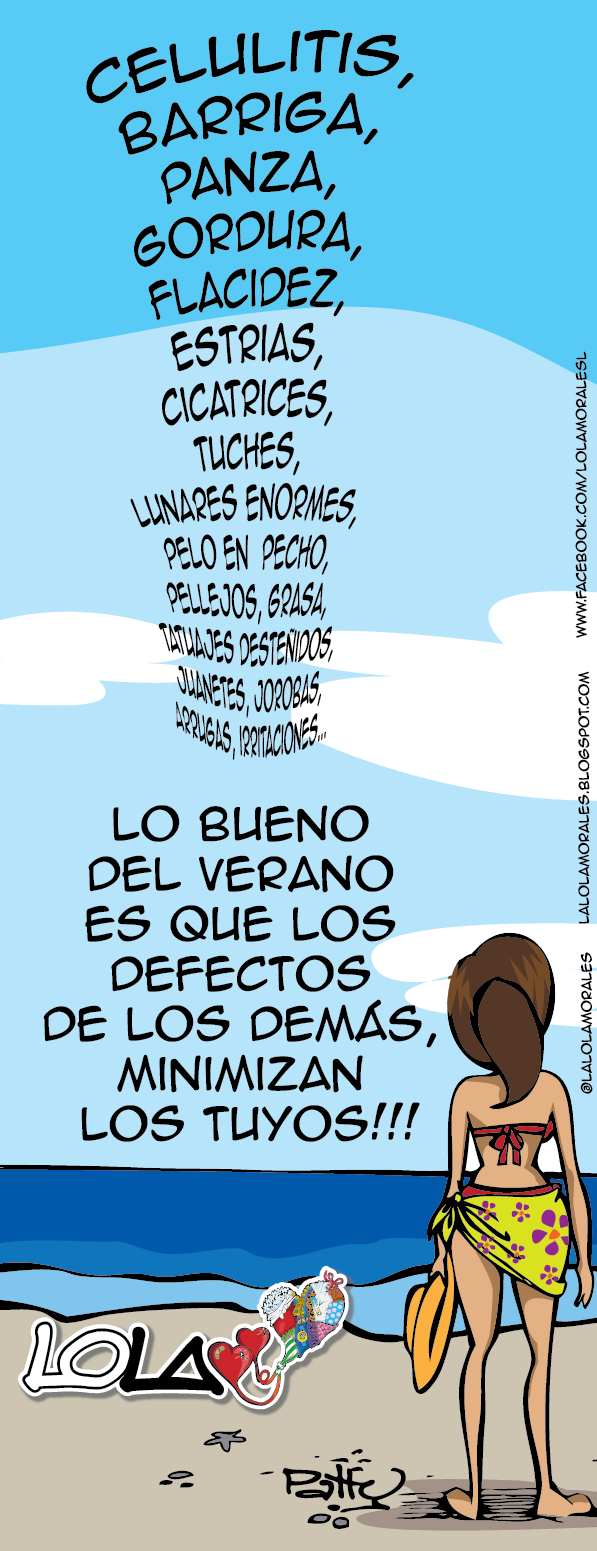 CELULITIS,
BARRIGA,
PANZA,
GORDURA,
FLACIDEZ,
ESTRIAS,
CICATRICES,
TUCHES,
LUNARES ENORMES,
PELO EN PECHO,
PELLEJOS, GRASA,
TATUAJES DESTEÑIDOS,
JUANETES, JOROBAS,
ARRUGAS, IRRITACIONES...
LO BUENO
DEL VERANO
ES QUE LOS
DEFECTOS
DE LOS DEMÁS,
MINIMIZAN
LOS TUYOS!!!
@LALOLAMORALES LALOLAMORALES.BLOGSPOT.COM WWW.FACEBOOK.COM/LOLAMORALESL
LOLA
Patty